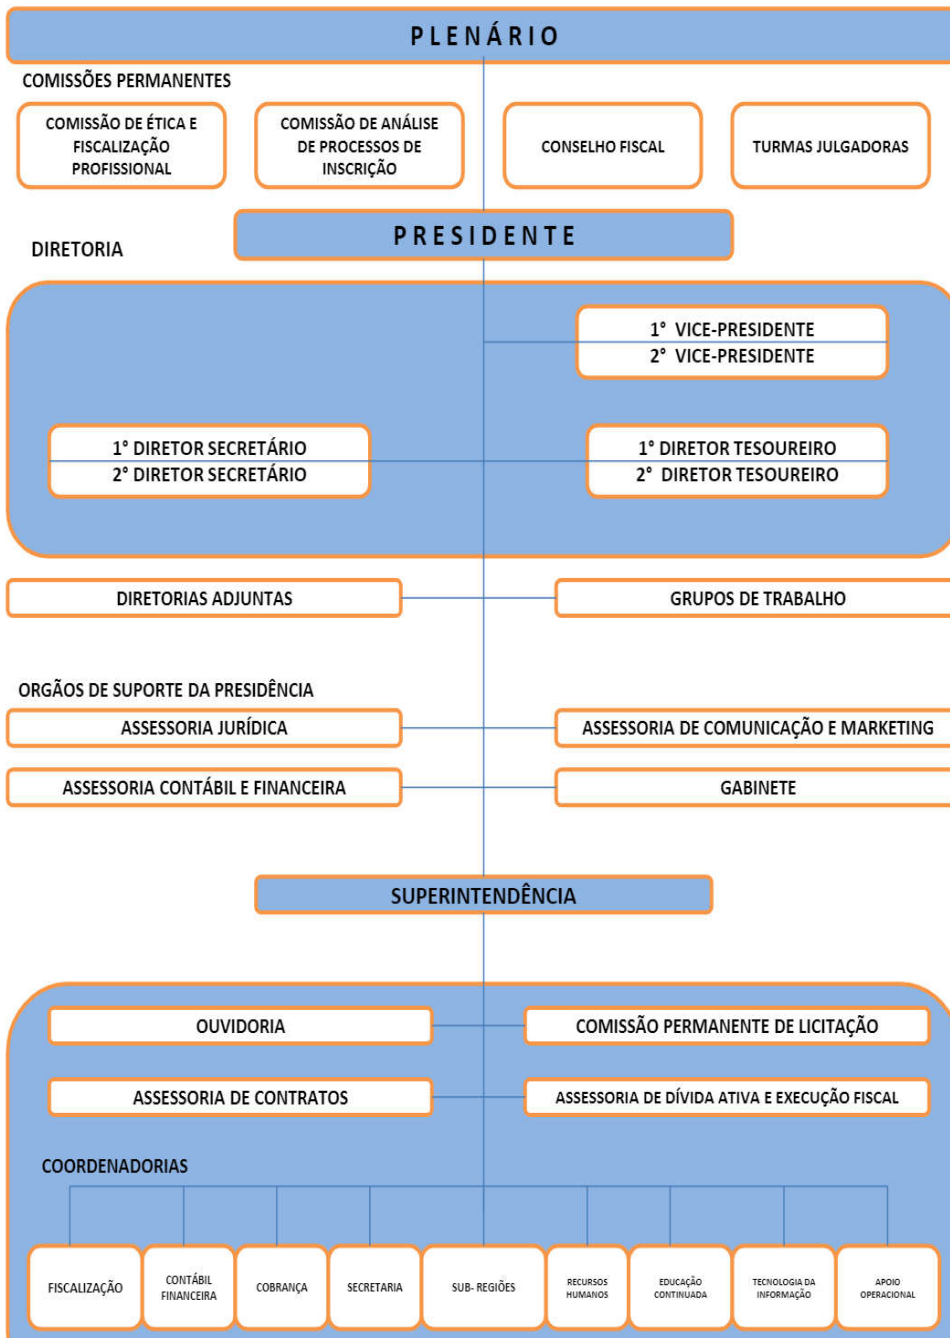 PLENÁRIO
COMISSÕES PERMANENTES
COMISSÃO DE ÉTICA E
FISCALIZAÇÃO
PROFISSIONAL
COMISSÃO DE ANÁLISE
DE PROCESSOS DE
INSCRIÇÃO
CONSELHO FISCAL
TURMAS JULGADORAS
PRESIDENTE
DIRETORIA
1° VICE-PRESIDENTE
2° VICE-PRESIDENTE
1° DIRETOR SECRETÁRIO
2° DIRETOR SECRETÁRIO
1° DIRETOR TESOUREIRO
2° DIRETOR TESOUREIRO
DIRETORIAS ADJUNTAS
GRUPOS DE TRABALHO
ORGÃOS DE SUPORTE DA PRESIDÊNCIA
ASSESSORIA JURÍDICA
ASSESSORIA DE COMUNICAÇÃO E MARKETING
ASSESSORIA CONTÁBIL E FINANCEIRA
GABINETE
SUPERINTENDÊNCIA
OUVIDORIA
COMISSÃO PERMANENTE DE LICITAÇÃO
ASSESSORIA DE CONTRATOS
ASSESSORIA DE DÍVIDA ATIVA E EXECUÇÃO FISCAL
COORDENADORIAS
FISCALIZAÇÃO
CONTÁBIL
FINANCEIRA
COBRANÇA
SECRETARIA
SUB- REGIÕES
RECURSOS
HUMANOS
EDUCAÇÃO
CONTINUADA
TECNOLOGIA DA
INFORMAÇÃO
APOIO
OPERACIONAL